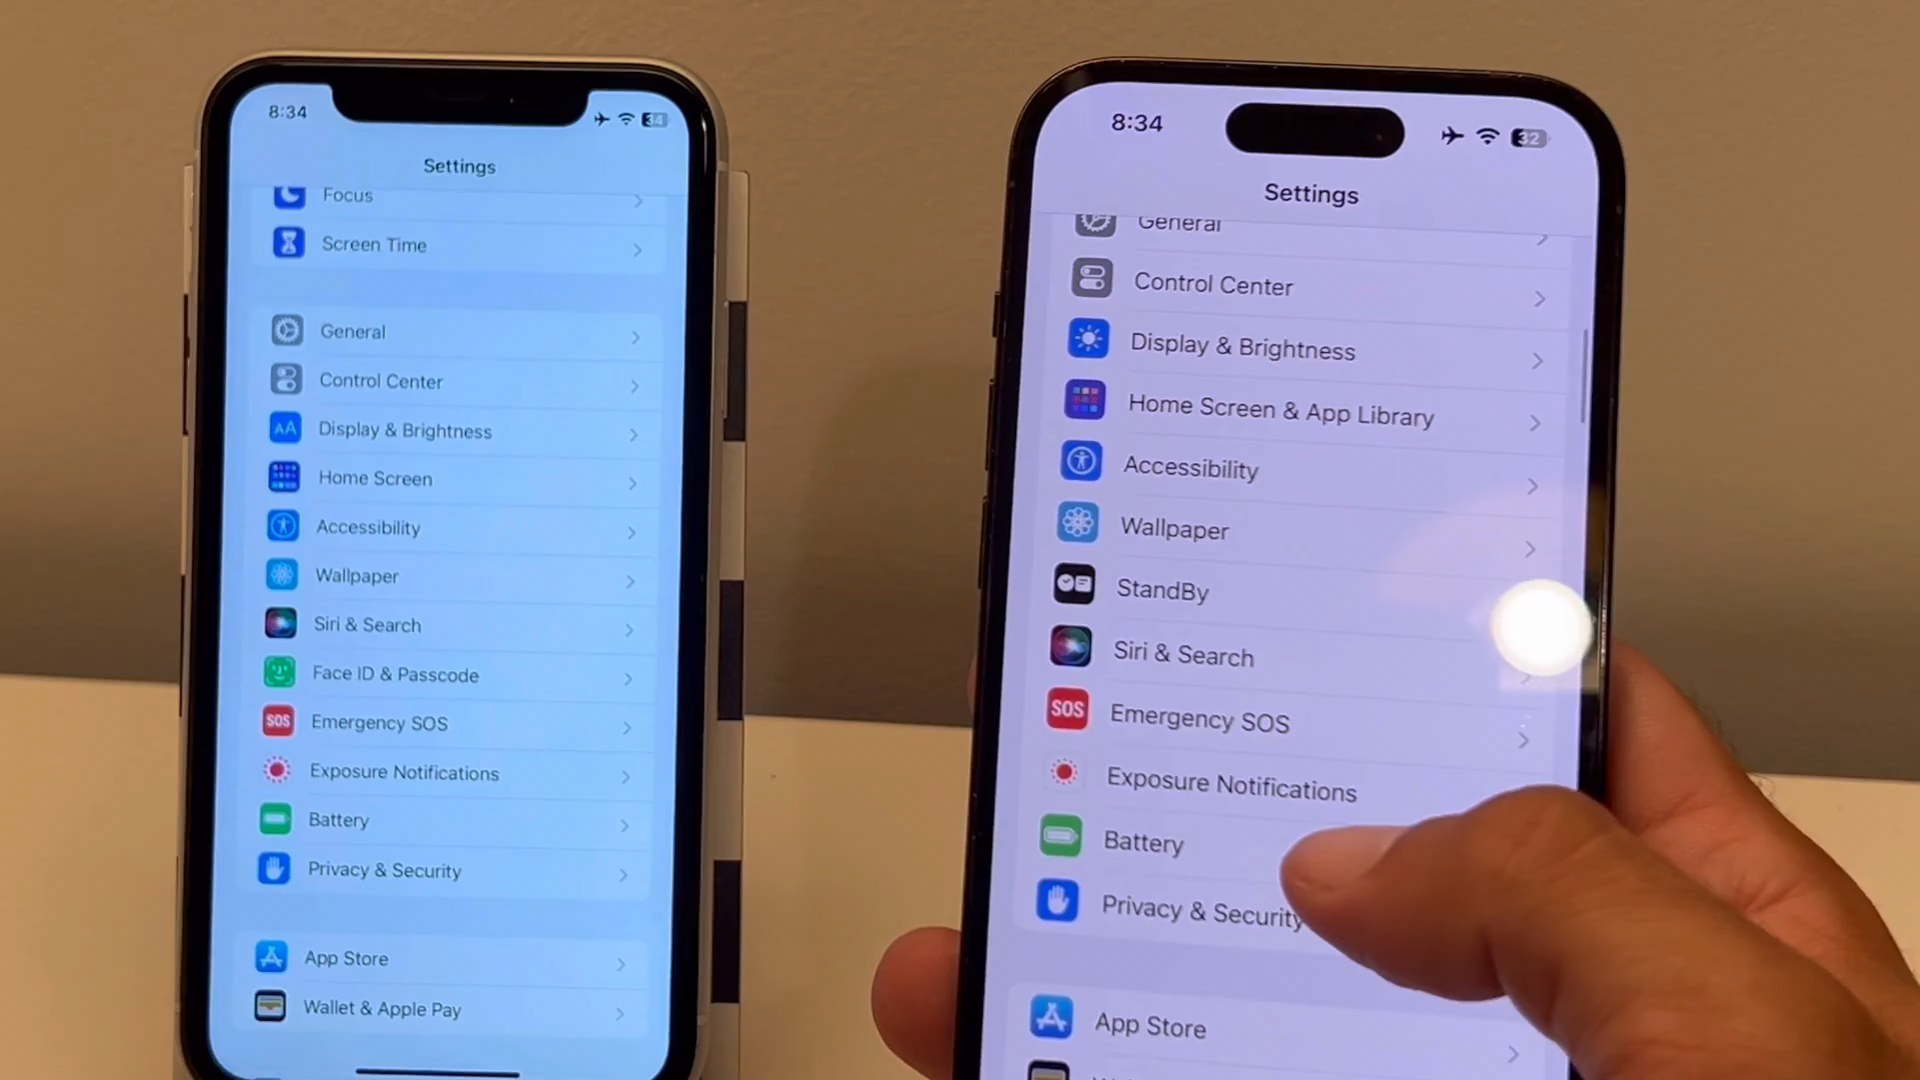 8:34
34
Settings
Focus
Screen Time
General
Control Center
AA
Display & Brightness
Home Screen
Accessibility
Wallpaper
Siri & Search
Face ID & Passcode
SOS
Emergency SOS
Exposure Notifications
Battery
Privacy & Security
App Store
Wallet & Apple Pay
8:34
32
Settings
General
Control Center
Display & Brightness
Home Screen & App Library
Accessibility
Wallpaper
StandBy
Siri & Search
SOS
Emergency SOS
Exposure Notifications
Battery
Privacy & Security
App Store